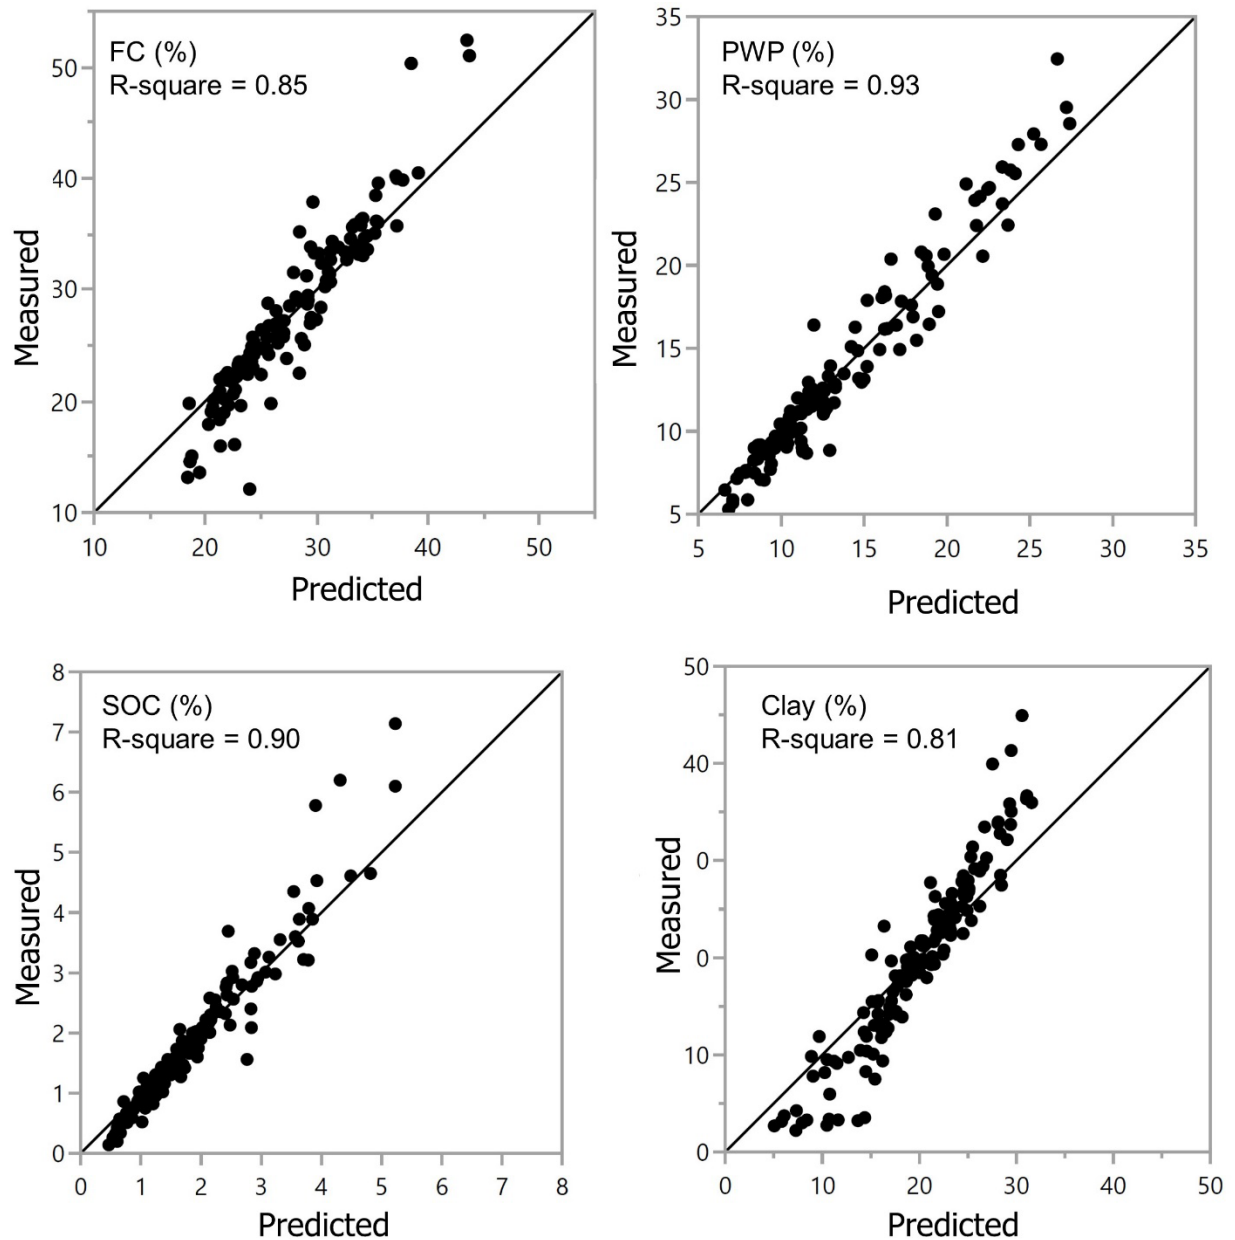 FC (%)
R-square = 0.85
50
40
30
20
10
Measured
10 20 30 40 50
Predicted
PWP (%)
R-square = 0.93
35
30
25
20
15
10
5
Measured
5 10 15 20 25 30 35
Predicted
SOC (%)
R-square = 0.90
8
7
6
5
4
3
2
1
0
Measured
0 1 2 3 4 5 6 7 8
Predicted
Clay (%)
R-square = 0.81
50
40
0
0
10
0
Measured
0 10 20 30 40 50
Predicted